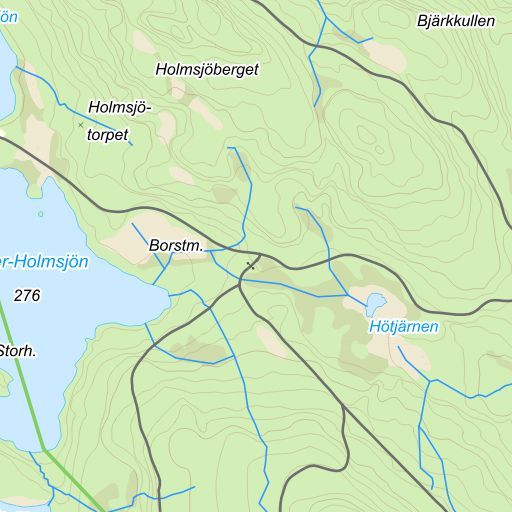 jön
Bjärkkullen
Holmsjöberget
Holmsjö-
torpet
Borstm.
er-Holmsjön
276
Storh.
Hötjärnen